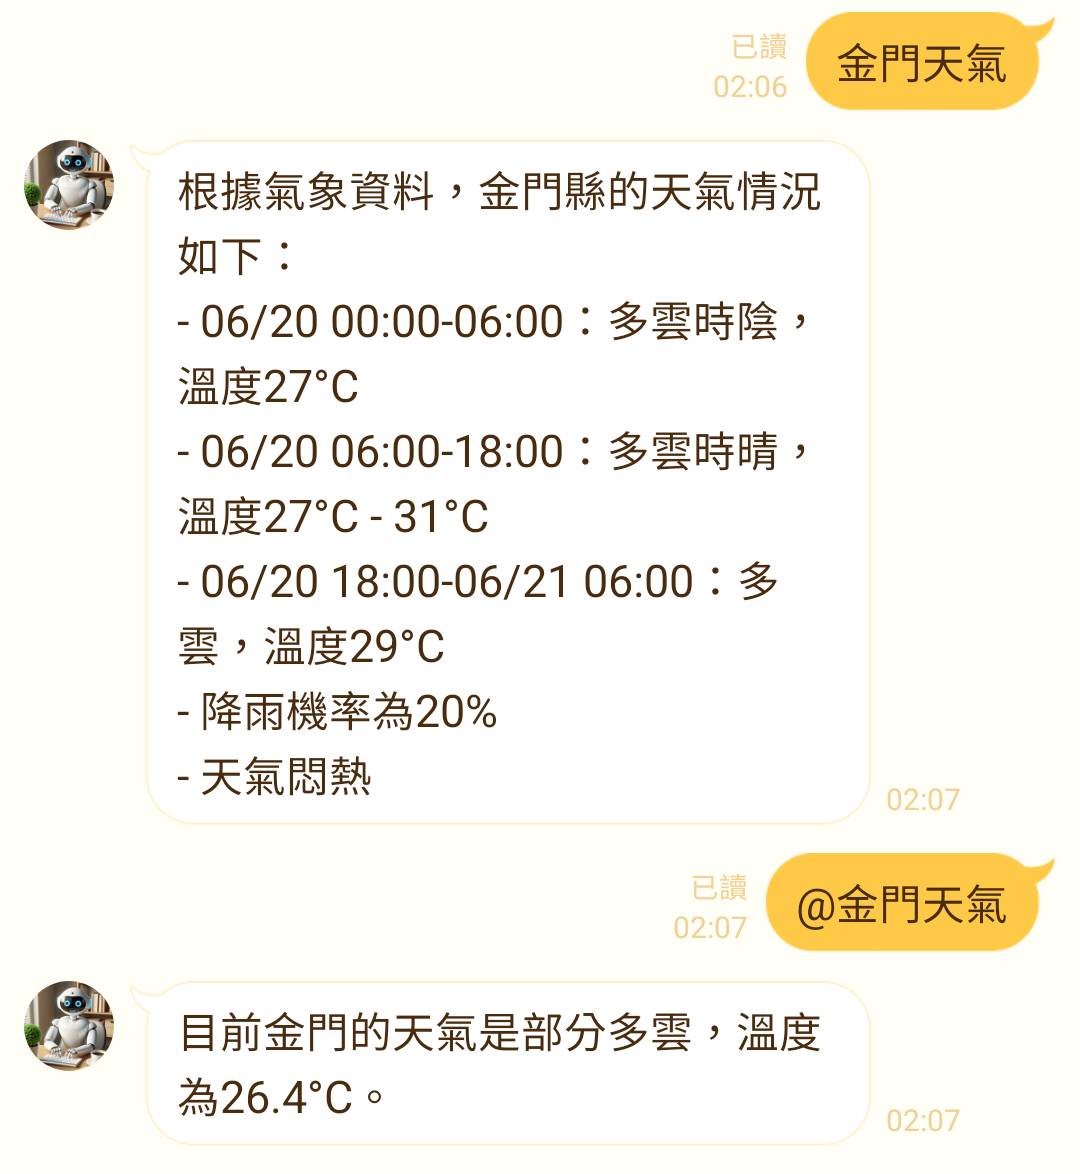 已讀
02:06
金門天氣
根據氣象資料，金門縣的天氣情況
如下：
- 06/20 00:00-06:00：多雲時陰，
溫度27°C
- 06/20 06:00-18:00：多雲時晴，
溫度27°C - 31°C
- 06/20 18:00-06/21 06:00：多
雲，溫度29°C
- 降雨機率為20%
- 天氣悶熱
02:07
已讀
02:07
@金門天氣
目前金門的天氣是部分多雲，溫度
為26.4°C。
02:07